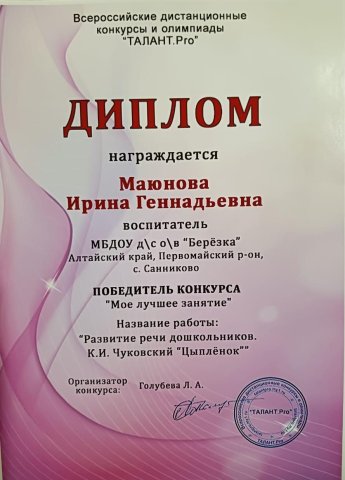 Всероссийские дистанционные
конкурсы и олимпиады
"ТАЛАНТ.Pro"
ДИПЛОМ
награждается
Маюнова
Ирина Геннадьевна
воспитатель
МБДОУ д\с о\в "Берёзка"
Алтайский край, Первомайский р-он,
с. Санниково
ПОБЕДИТЕЛЬ КОНКУРСА
"Мое лучшее занятие"
Название работы:
"Развитие речи дошкольников.
К.И. Чуковский "Цыплёнок""
Организатор
конкурса:
Голубева Л. А.
"ТАЛАНТ.Pro"